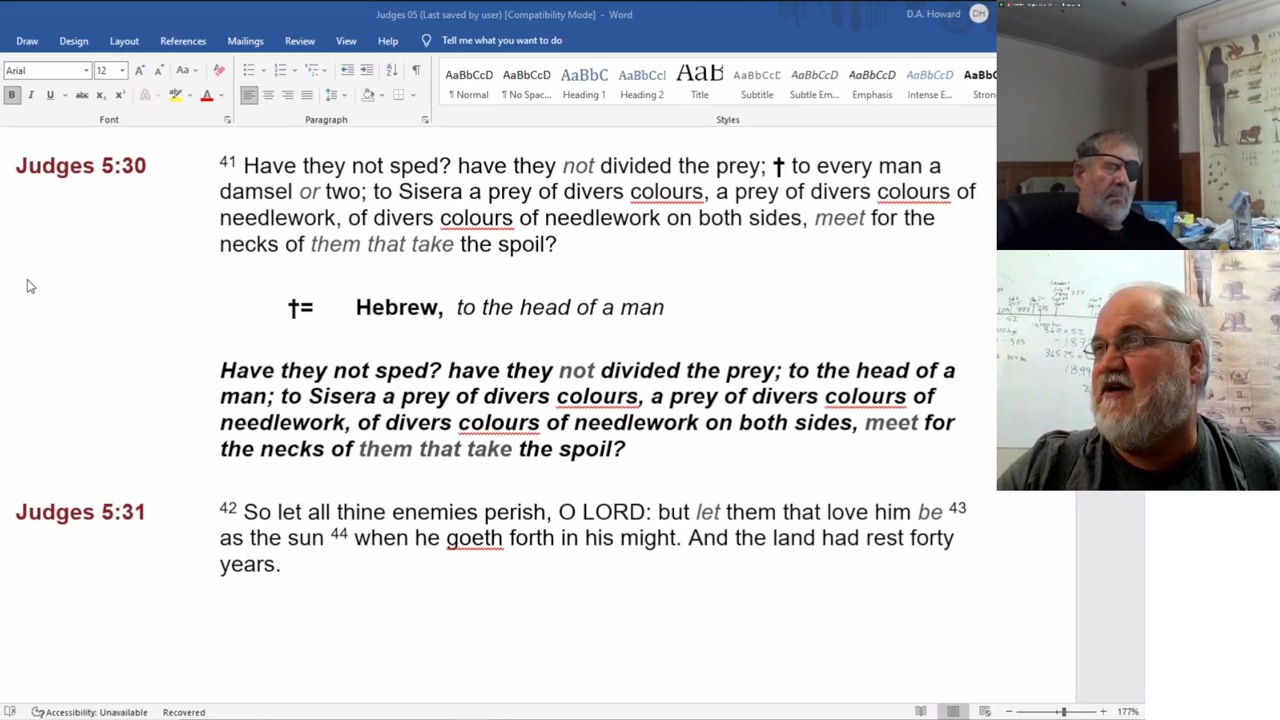 Judges 05 (Last saved by user) [Compatibility Mode] - Word
D.A. Howard
DH
Draw Design Layout References Mailings Review View Help Tell me what you want to do
Arial 12 Aa
AaBbCcD AaBbCcD AaBbC AaBbCcI AaB AaBbCcD AaBbCcD AaBbCcD AaBbCcD AaBbC
B I U abc x₂ x² A A
¶ Normal ¶ No Spac... Heading 1 Heading 2 Title Subtitle Subtle Em... Emphasis Intense E... Stron
Font Paragraph Styles
Judges 5:30
41 Have they not sped? have they not divided the prey; † to every man a
damsel or two; to Sisera a prey of divers colours, a prey of divers colours of
needlework, of divers colours of needlework on both sides, meet for the
necks of them that take the spoil?
†= Hebrew, to the head of a man
Have they not sped? have they not divided the prey; to the head of a
man; to Sisera a prey of divers colours, a prey of divers colours of
needlework, of divers colours of needlework on both sides, meet for
the necks of them that take the spoil?
Judges 5:31
42 So let all thine enemies perish, O LORD: but let them that love him be 43
as the sun 44 when he goeth forth in his might. And the land had rest forty
years.
Accessibility: Unavailable Recovered
177%